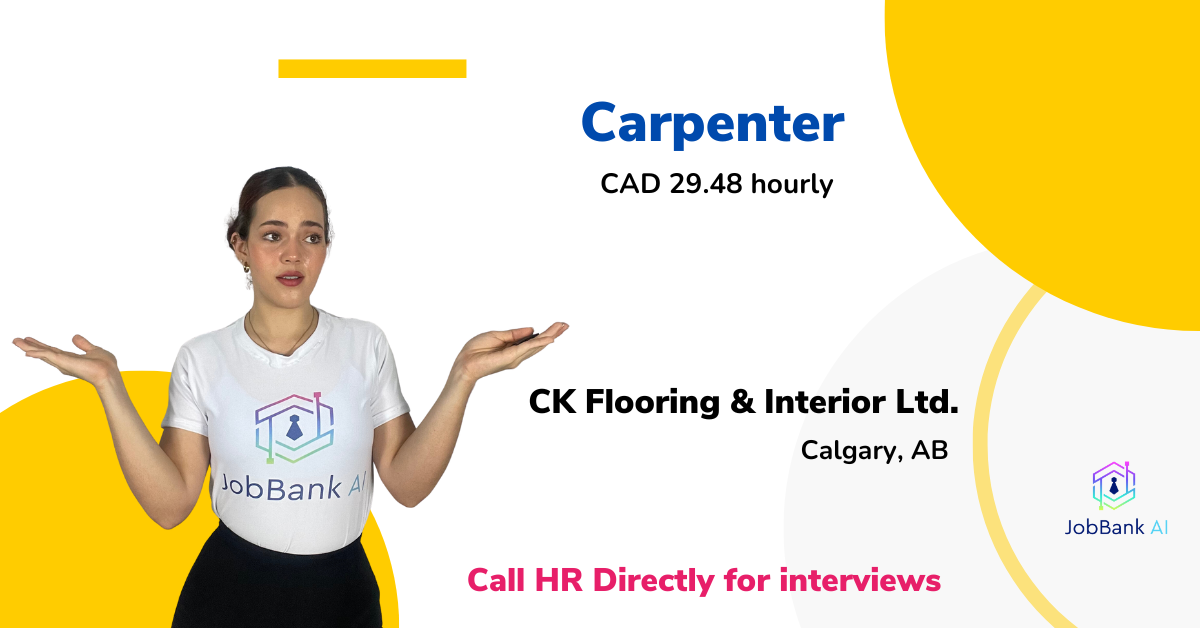 Carpenter
CAD 29.48 hourly
CK Flooring & Interior Ltd.
Calgary, AB
JobBank AI
JobBank AI
Call HR Directly for interviews